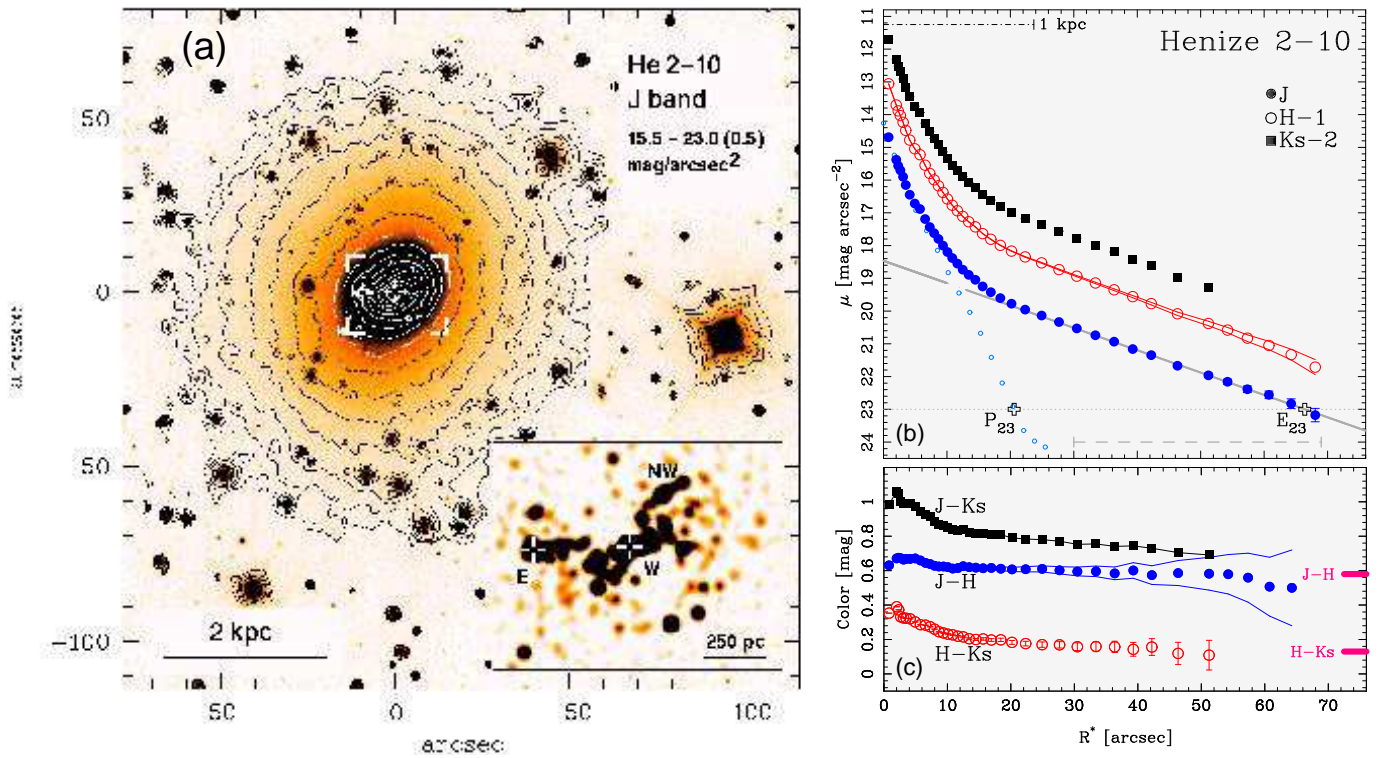 (a)
He 2-10
J band
15.5 - 23.0 (0.5)
mag/arcsec2
50
0
-50
-100
arcsec
2 kpc
NW
E
W
250 pc
50 0 50 100
arcsec
11
12
13
14
15
16
17
18
19
20
21
22
23
24
μ [mag arcsec-2]
1 kpc
Henize 2-10
J
H-1
Ks-2
P23
E23
(b)
1
0.8
0.6
0.4
0.2
0
Color [mag]
J-Ks
J-H
H-Ks
J-H
H-Ks
(c)
0 10 20 30 40 50 60 70
R* [arcsec]